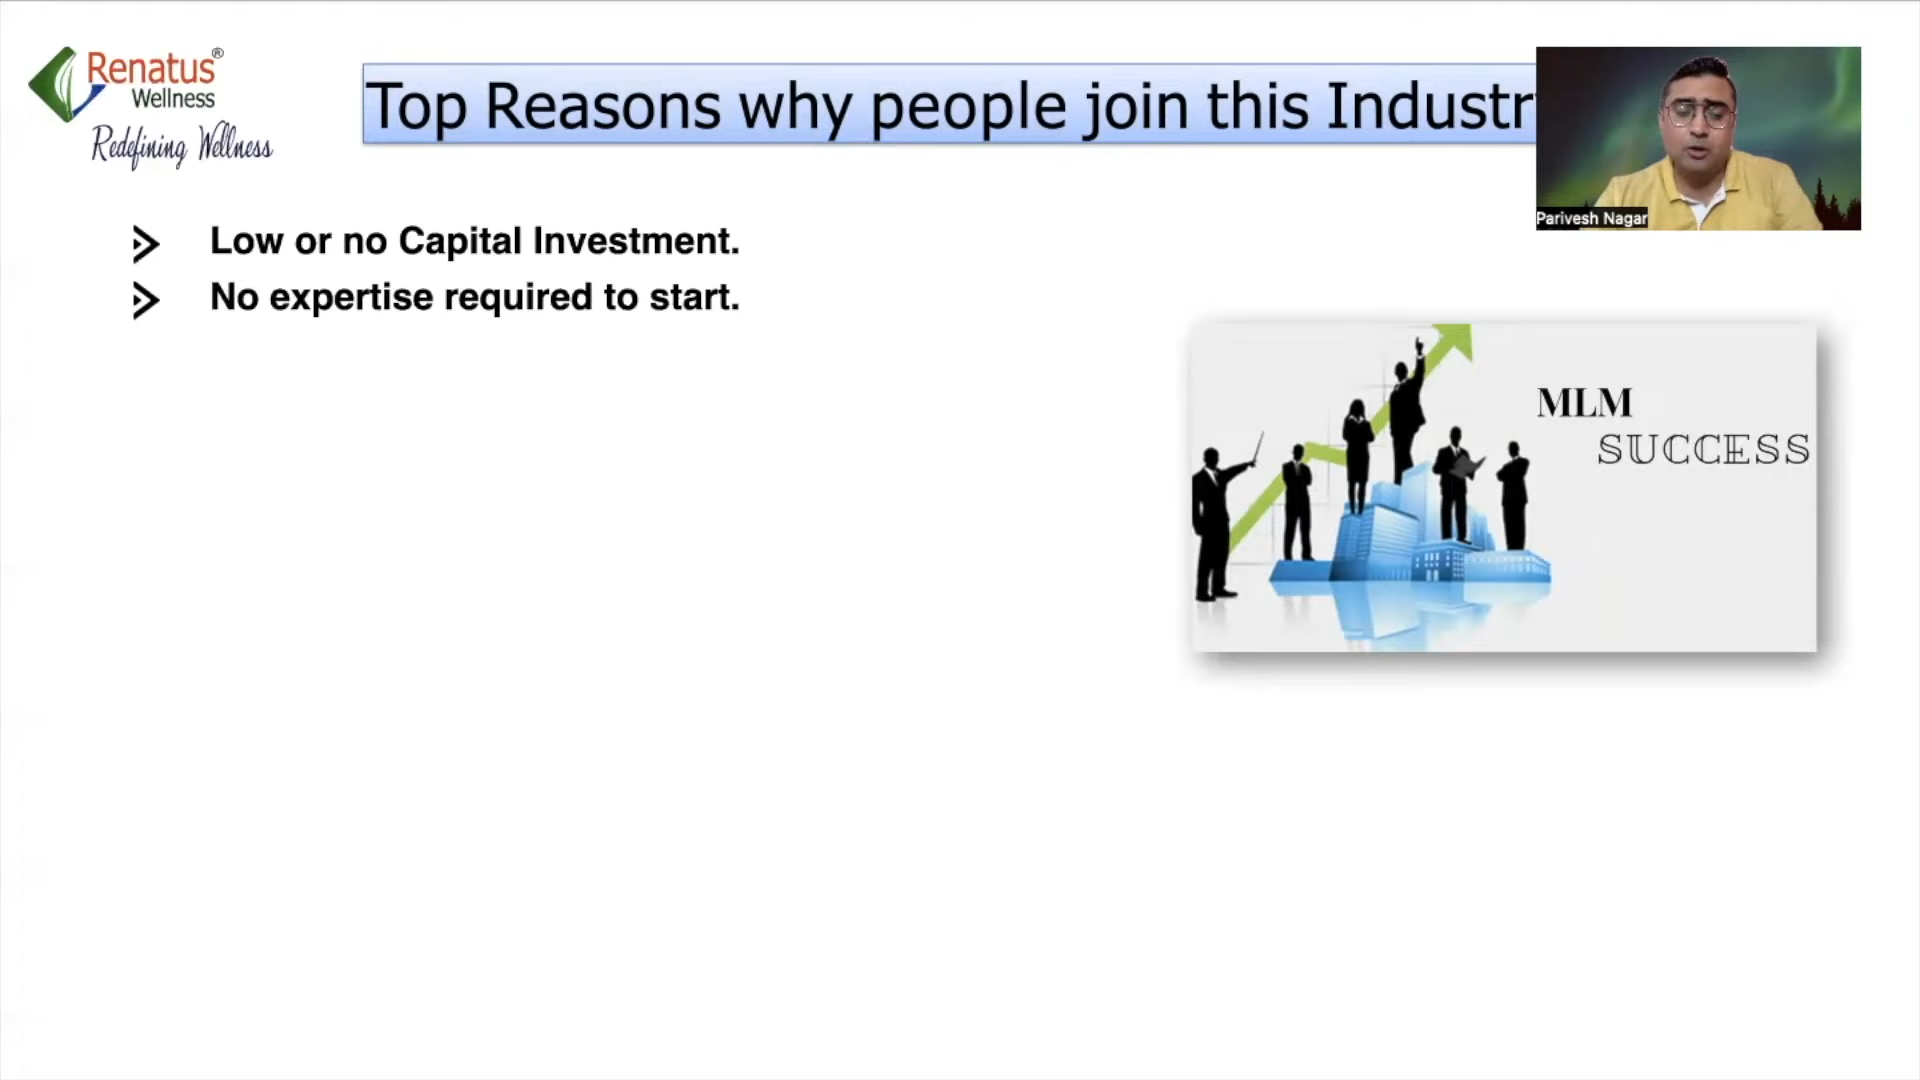 Renatus®
Wellness
Redefining Wellness
Top Reasons why people join this Industr
Parivesh Nagar
Low or no Capital Investment.
No expertise required to start.
MLM
SUCCESS